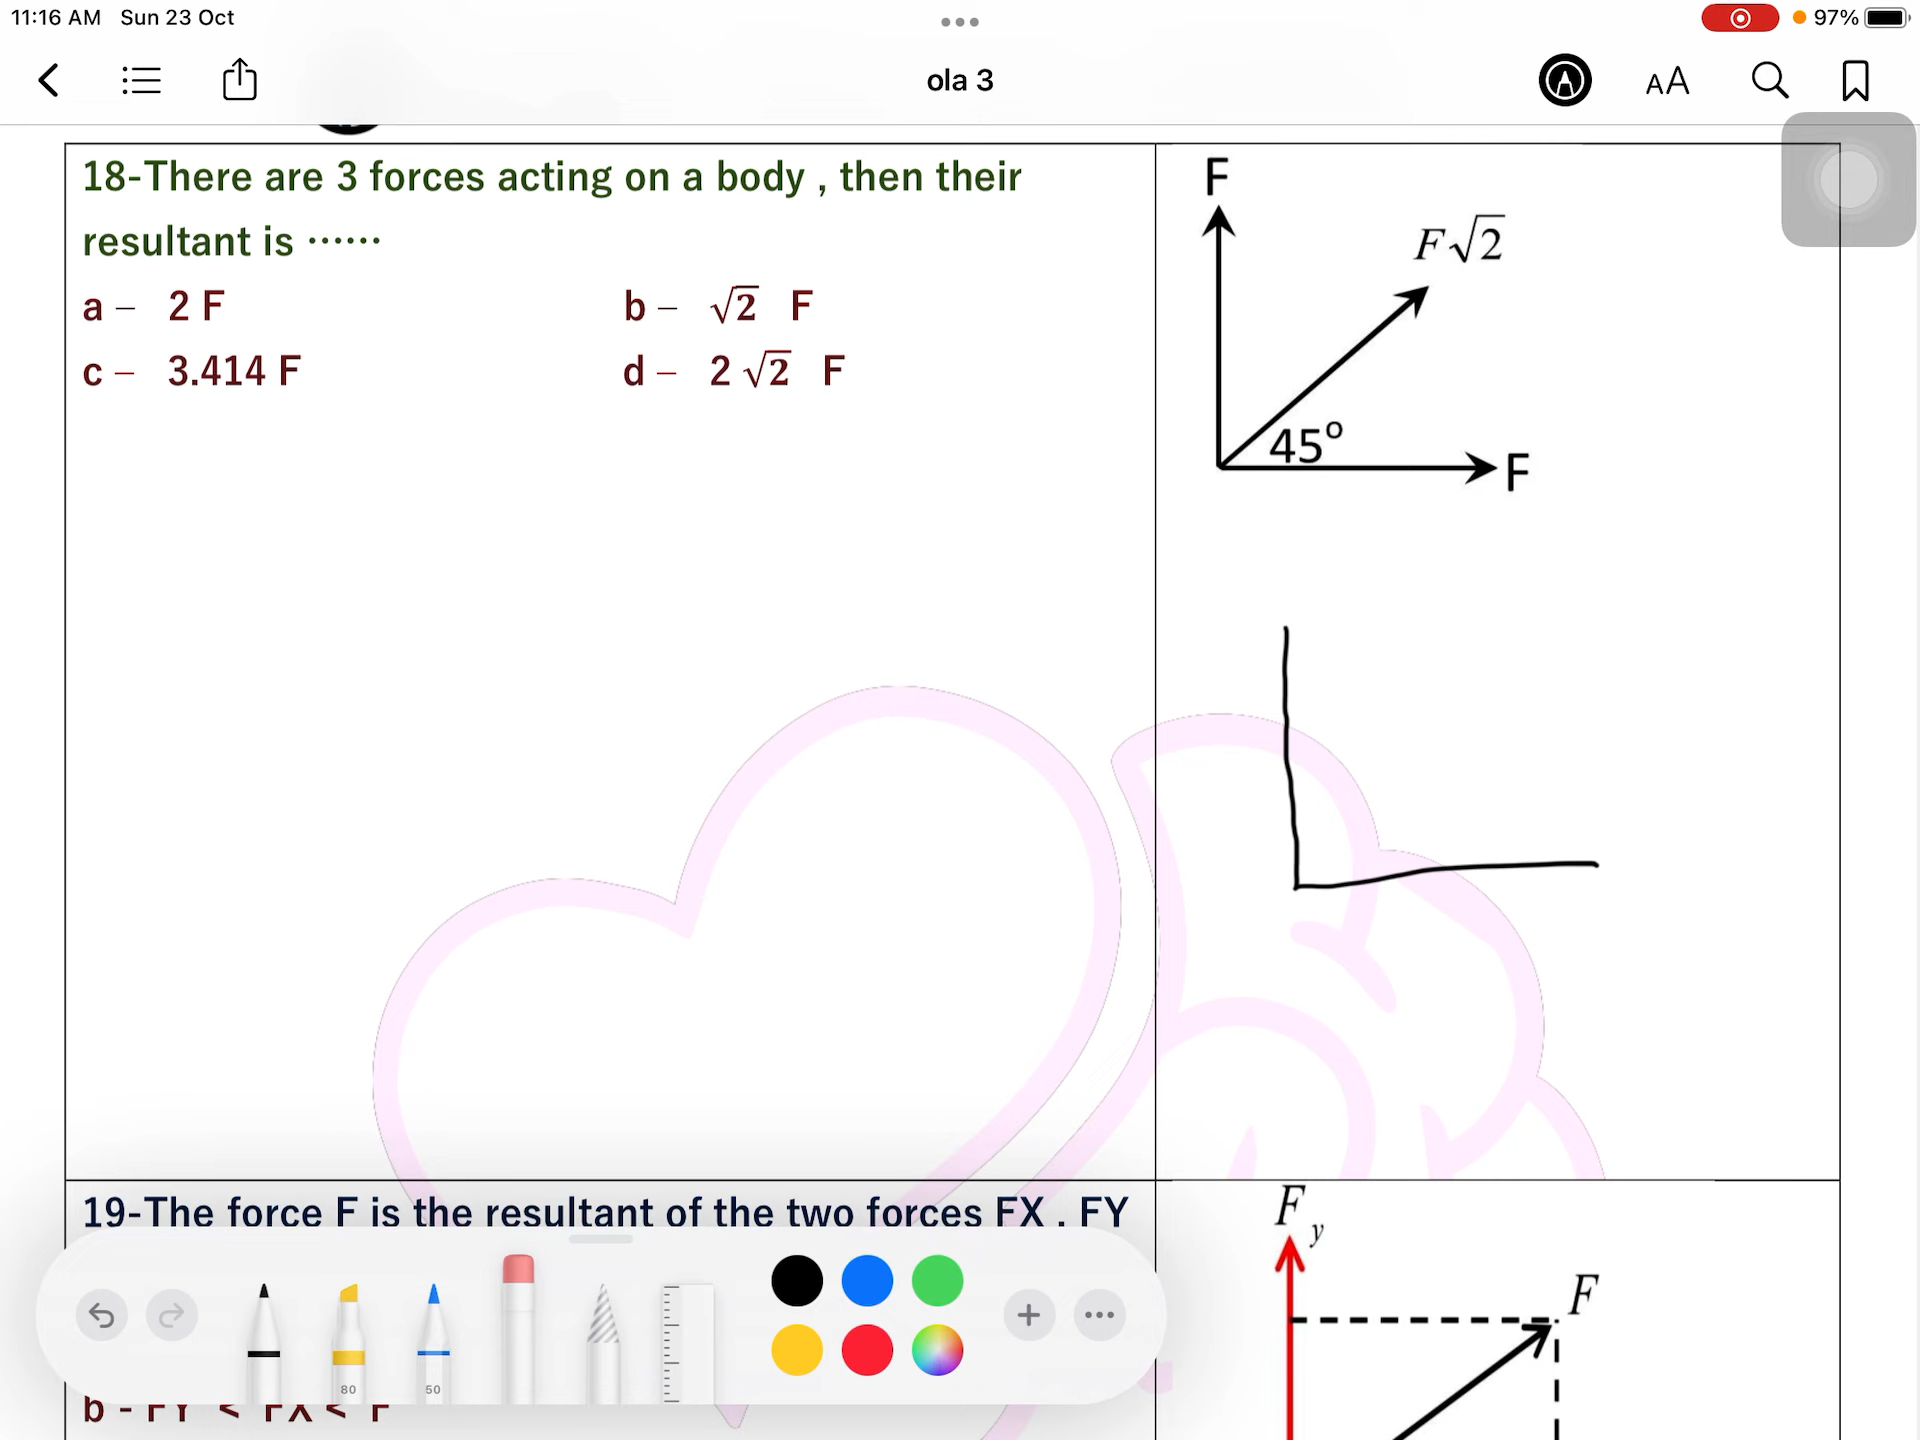 11:16 AM Sun 23 Oct
97%
ola 3
AA
18-There are 3 forces acting on a body , then their
resultant is ······
a – 2 F
b – √2 F
c – 3.414 F
d – 2 √2 F
F
F√2
45°
F
19-The force F is the resultant of the two forces FX , FY
F y
F
80
50
b - FY < FX < F